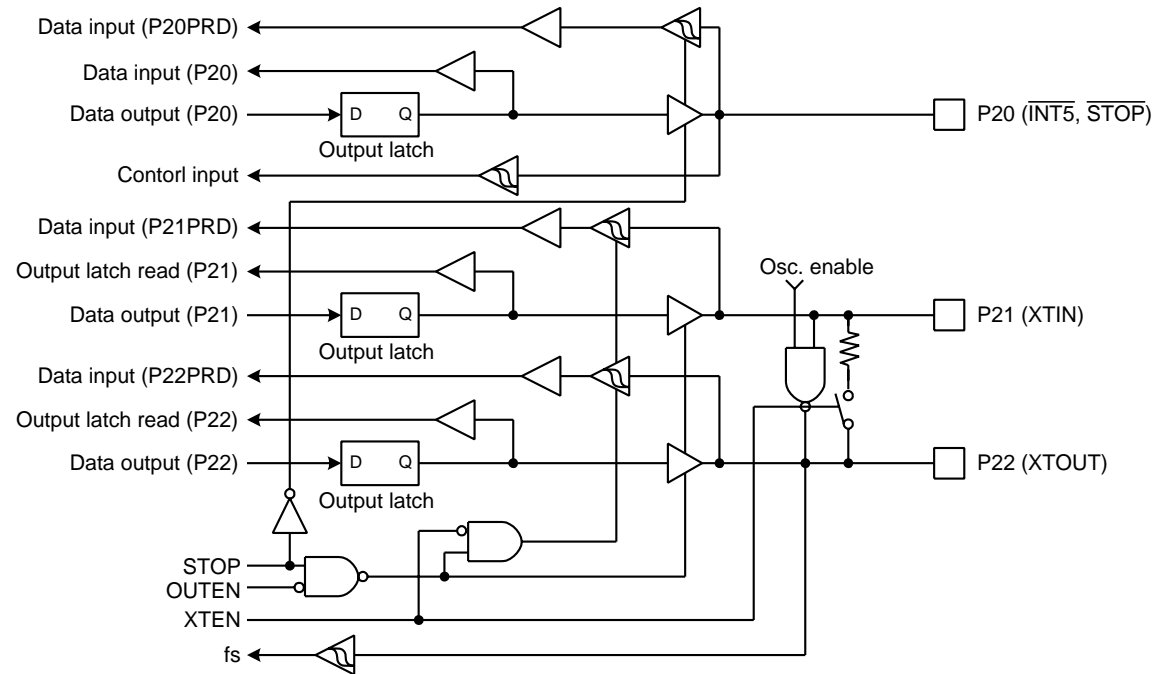 Data input (P20PRD)
Data input (P20)
Data output (P20)
D Q
Output latch
P20 (INT5, STOP)
Contorl input
Data input (P21PRD)
Output latch read (P21)
Osc. enable
Data output (P21)
D Q
Output latch
P21 (XTIN)
Data input (P22PRD)
Output latch read (P22)
Data output (P22)
D Q
Output latch
P22 (XTOUT)
STOP
OUTEN
XTEN
fs